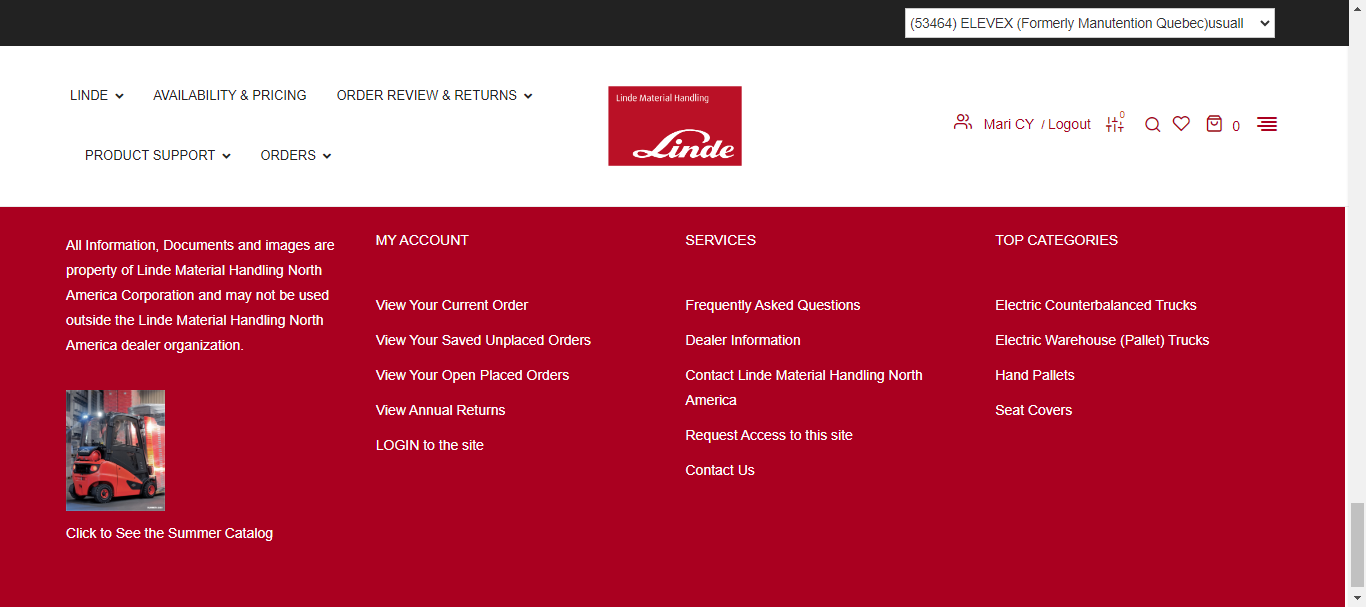 (53464) ELEVEX (Formerly Manutention Quebec)usuall
LINDE
AVAILABILITY & PRICING
ORDER REVIEW & RETURNS
PRODUCT SUPPORT
ORDERS
Linde Material Handling
Linde
Mari CY / Logout
0
0
All Information, Documents and images are
property of Linde Material Handling North
America Corporation and may not be used
outside the Linde Material Handling North
America dealer organization.
Click to See the Summer Catalog
MY ACCOUNT
View Your Current Order
View Your Saved Unplaced Orders
View Your Open Placed Orders
View Annual Returns
LOGIN to the site
SERVICES
Frequently Asked Questions
Dealer Information
Contact Linde Material Handling North
America
Request Access to this site
Contact Us
TOP CATEGORIES
Electric Counterbalanced Trucks
Electric Warehouse (Pallet) Trucks
Hand Pallets
Seat Covers